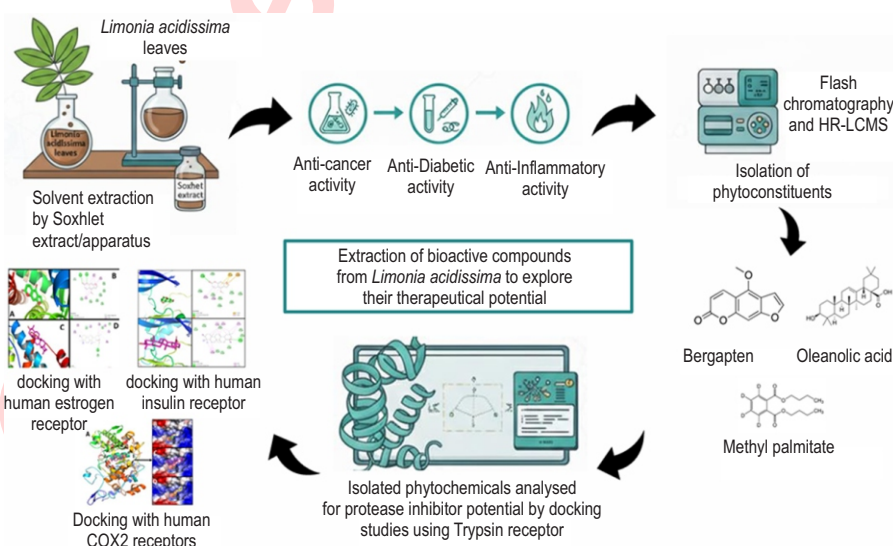 Limonia acidissima
leaves
Limonia
acidissima
leaves
Soxhlet
extract
Solvent extraction
by Soxhlet
extract/apparatus
Anti-cancer
activity
Anti-Diabetic
activity
Anti-Inflammatory
activity
Flash
chromatography
and HR-LCMS
Isolation of
phytoconstituents
Extraction of bioactive compounds
from Limonia acidissima to explore
their therapeutical potential
O
O
O
O
OH
O
HO
H
H
H
Bergapten
Oleanolic acid
D
D
D
D
O
O
O
O
CH₃
CH₃
Methyl palmitate
Isolated phytochemicals analysed
for protease inhibitor potential by docking
studies using Trypsin receptor
A
B
C
D
docking with
human estrogen
receptor
docking with human
insulin receptor
A
Docking with human
COX2 receptors